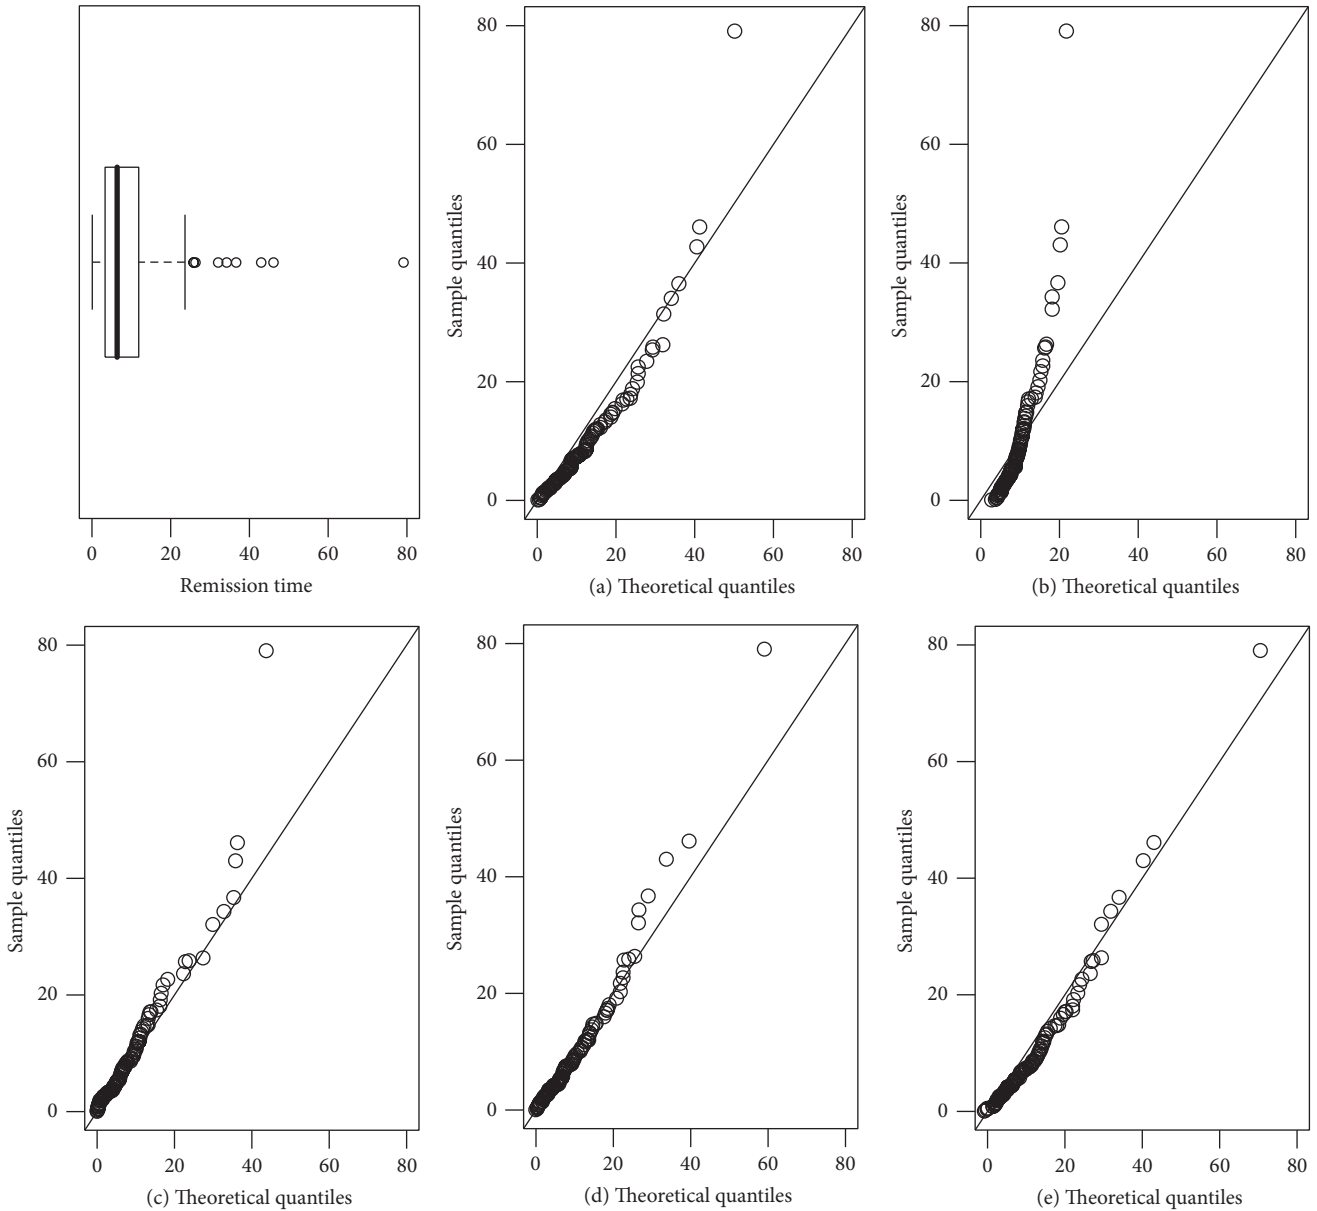 0 20 40 60 80
Remission time
80
60
40
20
0
Sample quantiles
0 20 40 60 80
(a) Theoretical quantiles
80
60
40
20
0
Sample quantiles
0 20 40 60 80
(b) Theoretical quantiles
80
60
40
20
0
Sample quantiles
0 20 40 60 80
(c) Theoretical quantiles
80
60
40
20
0
Sample quantiles
0 20 40 60 80
(d) Theoretical quantiles
80
60
40
20
0
Sample quantiles
0 20 40 60 80
(e) Theoretical quantiles